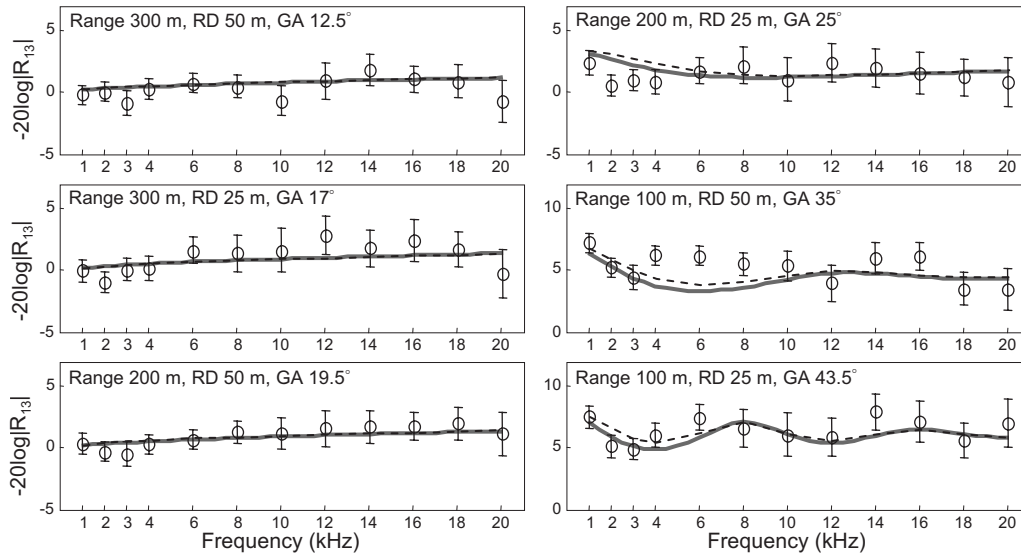 Range 300 m, RD 50 m, GA 12.5°
5
0
-5
-20log|R13|
1 2 3 4 6 8 10 12 14 16 18 20
Range 200 m, RD 25 m, GA 25°
5
0
-5
1 2 3 4 6 8 10 12 14 16 18 20
Range 300 m, RD 25 m, GA 17°
5
0
-5
-20log|R13|
1 2 3 4 6 8 10 12 14 16 18 20
Range 100 m, RD 50 m, GA 35°
10
5
0
1 2 3 4 6 8 10 12 14 16 18 20
Range 200 m, RD 50 m, GA 19.5°
5
0
-5
-20log|R13|
1 2 3 4 6 8 10 12 14 16 18 20
Frequency (kHz)
Range 100 m, RD 25 m, GA 43.5°
10
5
0
1 2 3 4 6 8 10 12 14 16 18 20
Frequency (kHz)